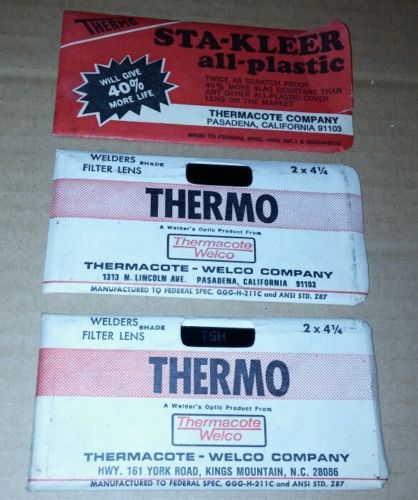 THERMO
STA-KLEER
all-plastic
WILL GIVE
40%
MORE LIFE
TWICE AS SCRATCH PROOF
40% MORE SLAG RESISTANT THAN
ANY OTHER ALL-PLASTIC COVER
LENS ON THE MARKET
THERMACOTE COMPANY
PASADENA, CALIFORNIA 91103
WELDERS SHADE 2 x 4¼
FILTER LENS
THERMO
A Welder's Optic Product From
Thermacote
Welco
THERMACOTE - WELCO COMPANY
1313 N. LINCOLN AVE. PASADENA, CALIFORNIA 91103
MANUFACTURED TO FEDERAL SPEC. GGG-H-211C and ANSI STD. Z87
WELDERS SHADE 2 x 4¼
FILTER LENS
THERMO
A Welder's Optic Product From
Thermacote
Welco
THERMACOTE - WELCO COMPANY
HWY. 161 YORK ROAD, KINGS MOUNTAIN, N.C. 28086
MANUFACTURED TO FEDERAL SPEC. GGG-H-211C and ANSI STD. Z87